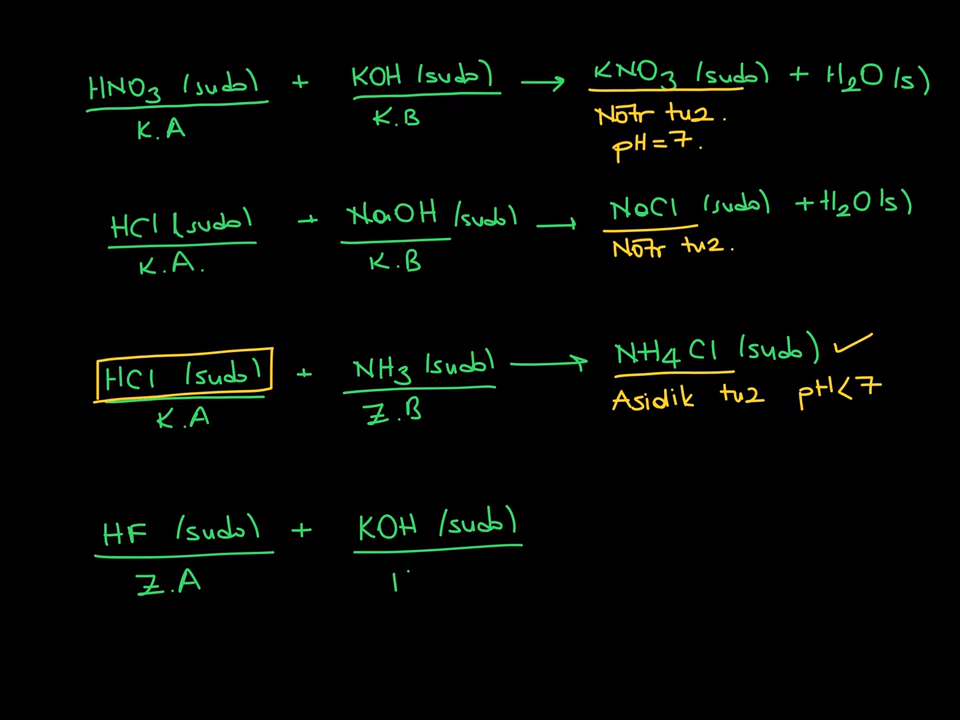 HNO3 (suda) + KOH (suda) → KNO3 (suda) + H2O (s)
K.A K.B Nötr tuz.
pH = 7.
HCl (suda) + NaOH (suda) → NaCl (suda) + H2O (s)
K.A. K.B Nötr tuz.
HCl (suda) + NH3 (suda) → NH4Cl (suda) ✓
K.A Z.B Asidik tuz pH < 7
HF (suda) + KOH (suda)
Z.A